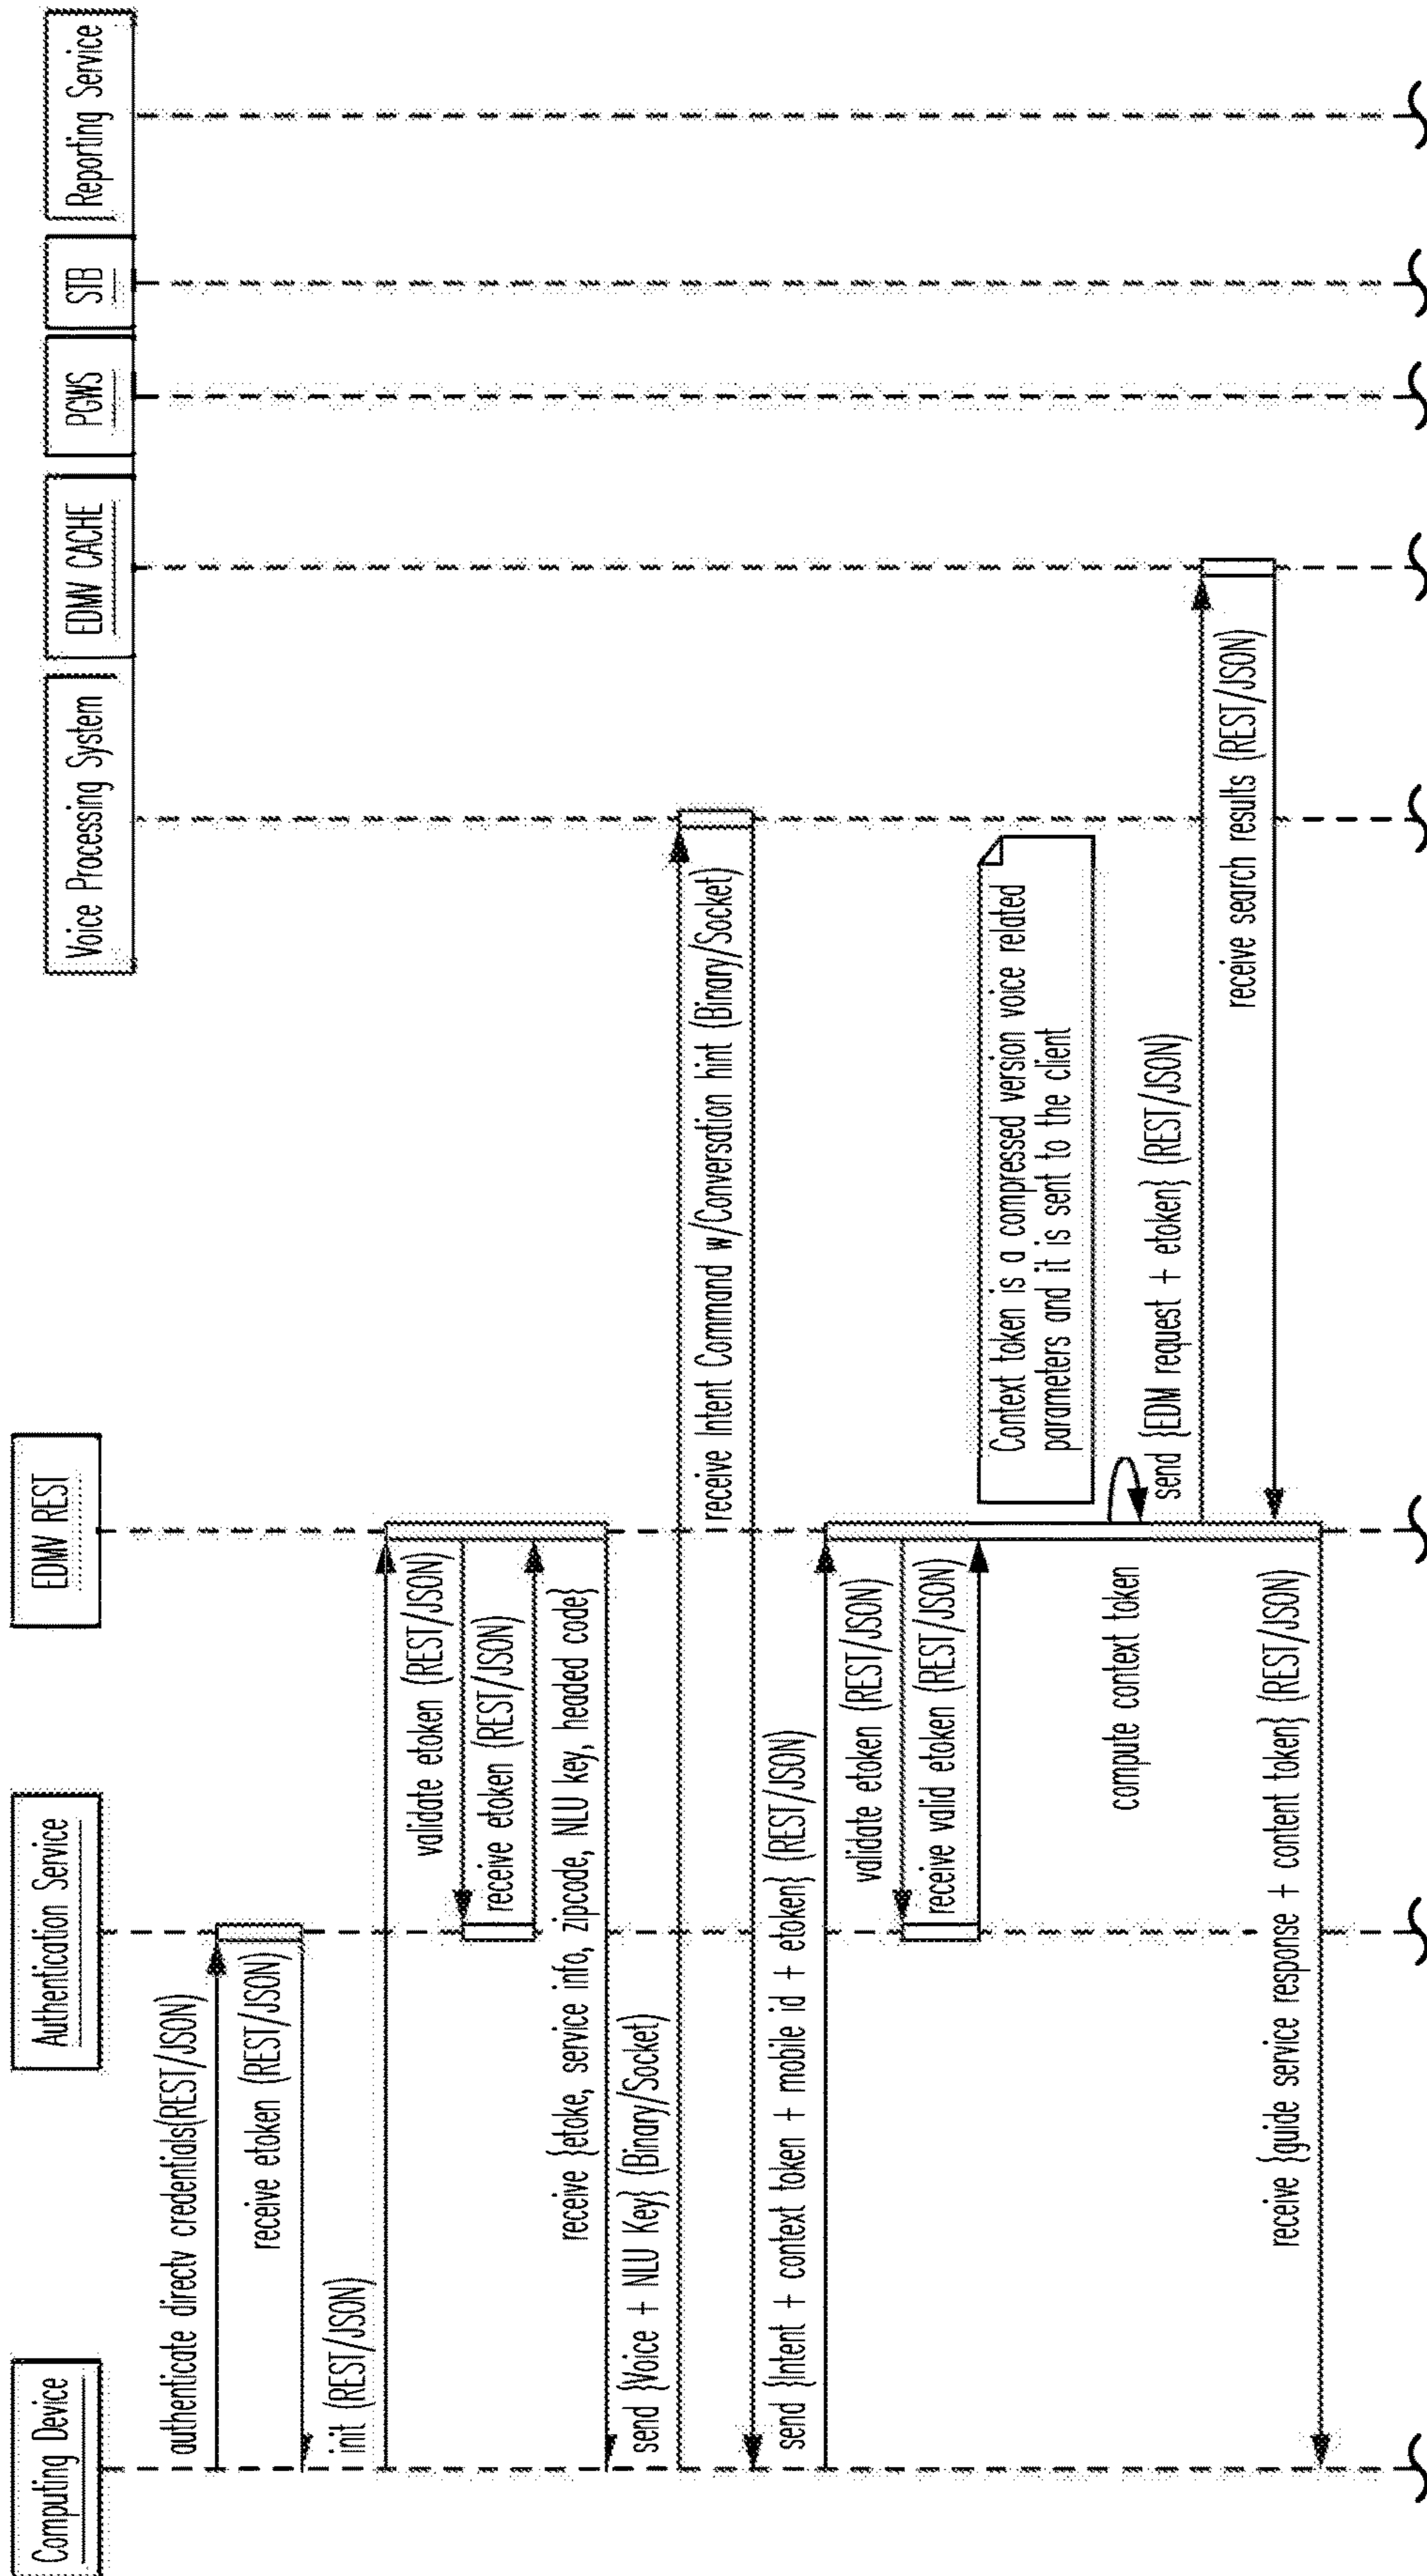 Computing Device
Authentication Service
EDMV REST
Voice Processing System
EDMV CACHE
PGWS
STB
Reporting Service
authenticate directv credentials(REST/JSON)
receive etoken (REST/JSON)
init (REST/JSON)
validate etoken (REST/JSON)
receive etoken (REST/JSON)
receive {etoke, service info, zipcode, NLU key, headed code}
send {Voice + NLU Key} (Binary/Socket)
receive Intent Command w/Conversation hint (Binary/Socket)
send {Intent + context token + mobile id + etoken} (REST/JSON)
validate etoken (REST/JSON)
receive valid etoken (REST/JSON)
Context token is a compressed version voice related
parameters and it is sent to the client
compute context token
send {EDM request + etoken} (REST/JSON)
receive search results (REST/JSON)
receive {guide service response + content token} (REST/JSON)